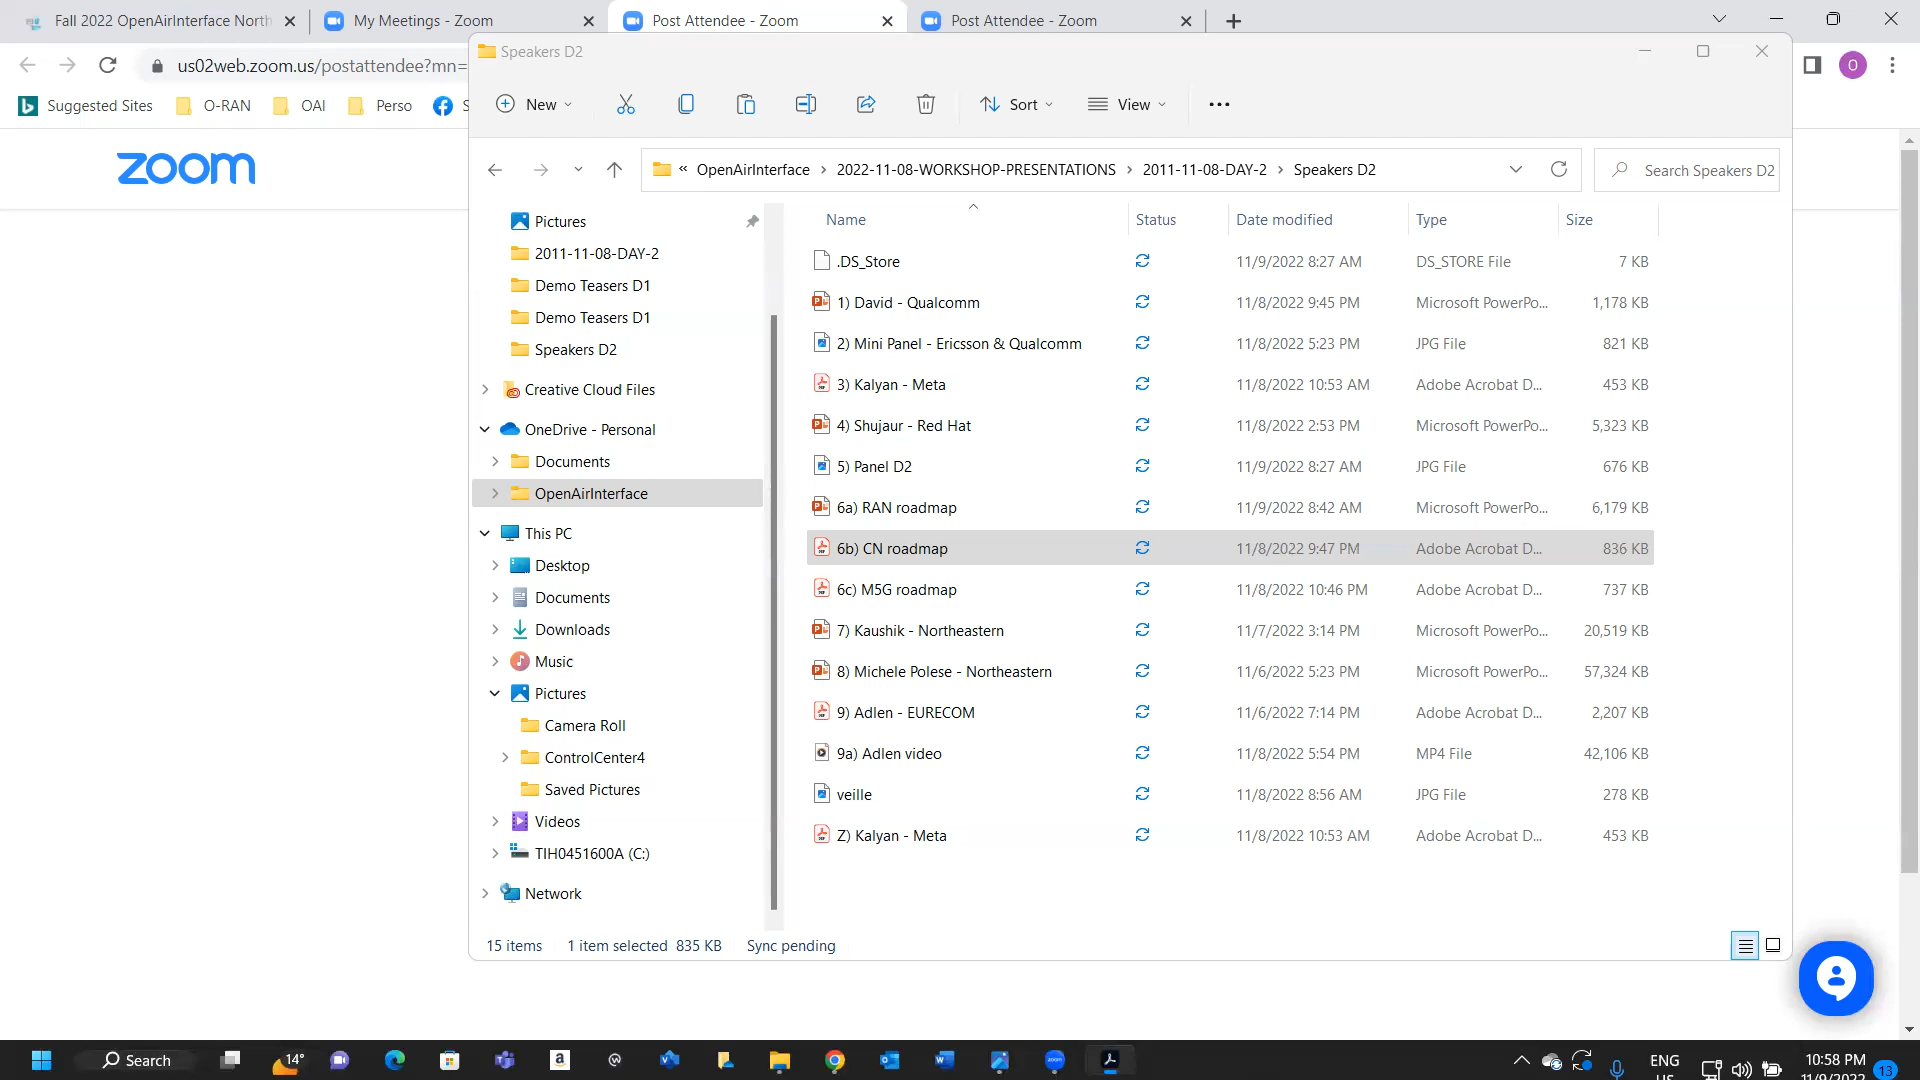 Fall 2022 OpenAirInterface North
My Meetings - Zoom
Post Attendee - Zoom
Post Attendee - Zoom
us02web.zoom.us/postattendee?mn=
O
Suggested Sites
O-RAN
OAI
Perso
S
zoom
Speakers D2
New
Sort
View
« OpenAirInterface > 2022-11-08-WORKSHOP-PRESENTATIONS > 2011-11-08-DAY-2 > Speakers D2
Search Speakers D2
Pictures
2011-11-08-DAY-2
Demo Teasers D1
Demo Teasers D1
Speakers D2
Creative Cloud Files
OneDrive - Personal
Documents
OpenAirInterface
This PC
Desktop
Documents
Downloads
Music
Pictures
Camera Roll
ControlCenter4
Saved Pictures
Videos
TIH0451600A (C:)
Network
Name Status Date modified Type Size
.DS_Store 11/9/2022 8:27 AM DS_STORE File 7 KB
1) David - Qualcomm 11/8/2022 9:45 PM Microsoft PowerPo... 1,178 KB
2) Mini Panel - Ericsson & Qualcomm 11/8/2022 5:23 PM JPG File 821 KB
3) Kalyan - Meta 11/8/2022 10:53 AM Adobe Acrobat D... 453 KB
4) Shujaur - Red Hat 11/8/2022 2:53 PM Microsoft PowerPo... 5,323 KB
5) Panel D2 11/9/2022 8:27 AM JPG File 676 KB
6a) RAN roadmap 11/9/2022 8:42 AM Microsoft PowerPo... 6,179 KB
6b) CN roadmap 11/8/2022 9:47 PM Adobe Acrobat D... 836 KB
6c) M5G roadmap 11/8/2022 10:46 PM Adobe Acrobat D... 737 KB
7) Kaushik - Northeastern 11/7/2022 3:14 PM Microsoft PowerPo... 20,519 KB
8) Michele Polese - Northeastern 11/6/2022 5:23 PM Microsoft PowerPo... 57,324 KB
9) Adlen - EURECOM 11/6/2022 7:14 PM Adobe Acrobat D... 2,207 KB
9a) Adlen video 11/8/2022 5:54 PM MP4 File 42,106 KB
veille 11/8/2022 8:56 AM JPG File 278 KB
Z) Kalyan - Meta 11/8/2022 10:53 AM Adobe Acrobat D... 453 KB
15 items 1 item selected 835 KB Sync pending
Search
14°
ENG
US
10:58 PM
11/9/2022
13